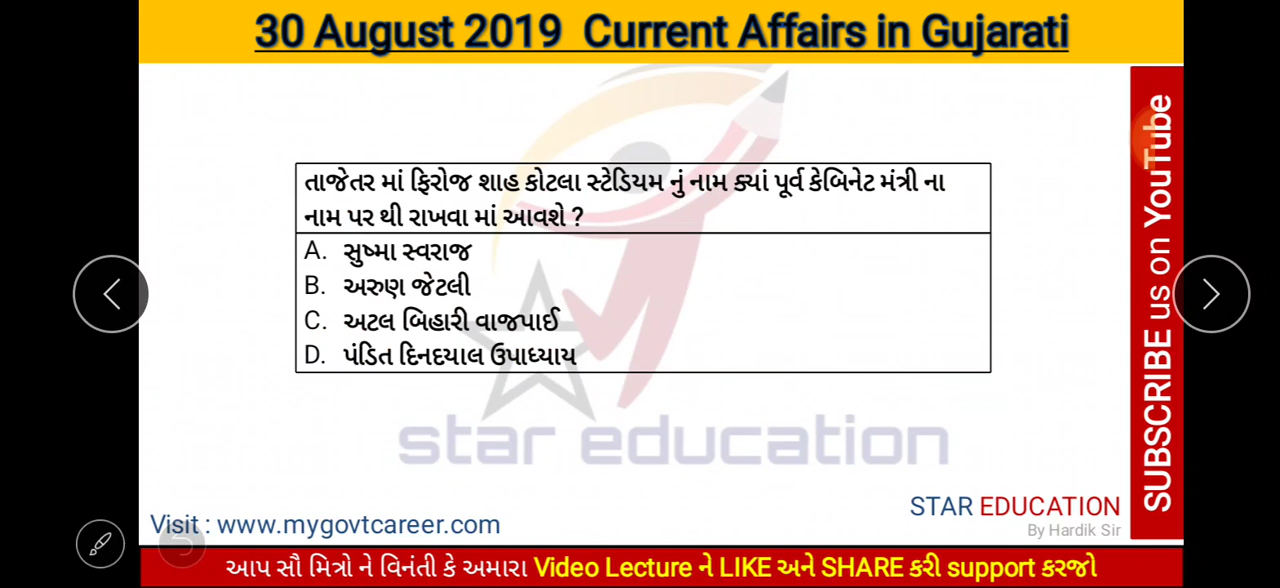 30 August 2019 Current Affairs in Gujarati
તાજેતર માં ફિરોજ શાહ કોટલા સ્ટેડિયમ નું નામ ક્યાં પૂર્વ કેબિનેટ મંત્રી ના
નામ પર થી રાખવા માં આવશે ?
A. સુષ્મા સ્વરાજ
B. અરુણ જેટલી
C. અટલ બિહારી વાજપાઈ
D. પંડિત દિનદયાલ ઉપાધ્યાય
star education
STAR EDUCATION
By Hardik Sir
Visit : www.mygovtcareer.com
SUBSCRIBE us on YouTube
આપ સૌ મિત્રો ને વિનંતી કે અમારા Video Lecture ને LIKE અને SHARE કરી support કરજો